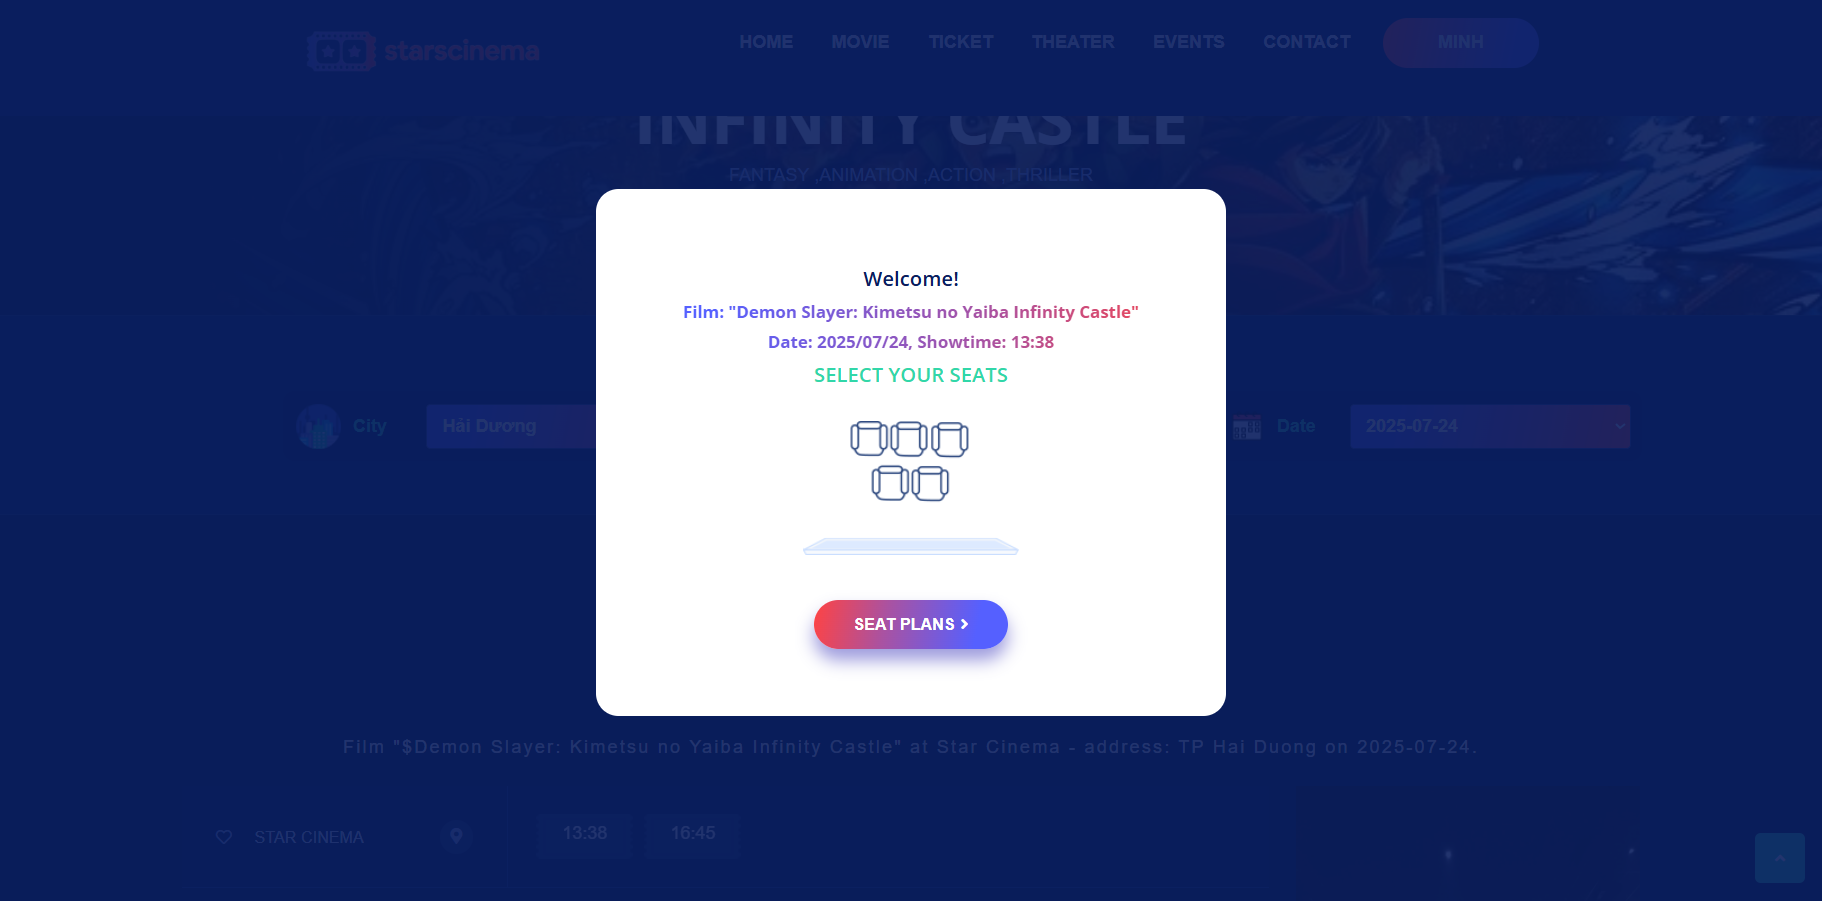 starscinema
HOME MOVIE TICKET THEATER EVENTS CONTACT MINH
INFINITY CASTLE
FANTASY ,ANIMATION ,ACTION ,THRILLER
Welcome!
Film: "Demon Slayer: Kimetsu no Yaiba Infinity Castle"
Date: 2025/07/24, Showtime: 13:38
SELECT YOUR SEATS
City Hải Dương Date 2025-07-24
SEAT PLANS
Film "$Demon Slayer: Kimetsu no Yaiba Infinity Castle" at Star Cinema - address: TP Hai Duong on 2025-07-24.
STAR CINEMA 13:38 16:45